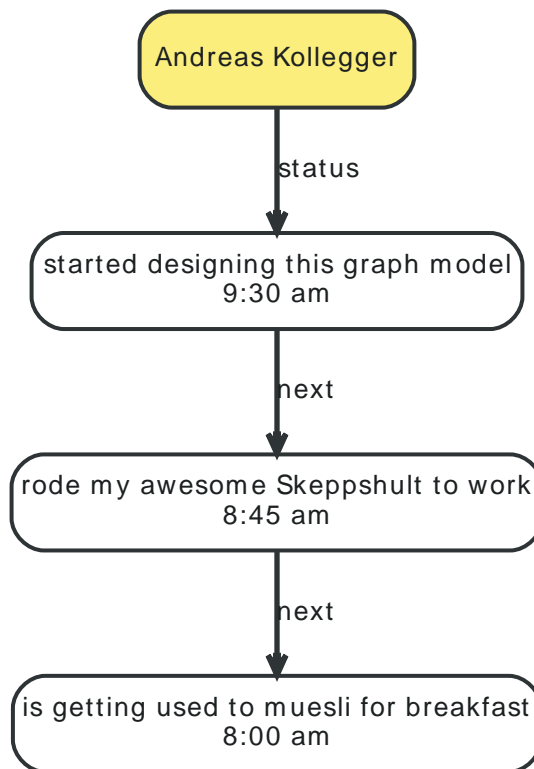 Andreas Kollegger
status
started designing this graph model
9:30 am
next
rode my awesome Skeppshult to work
8:45 am
next
is getting used to muesli for breakfast
8:00 am